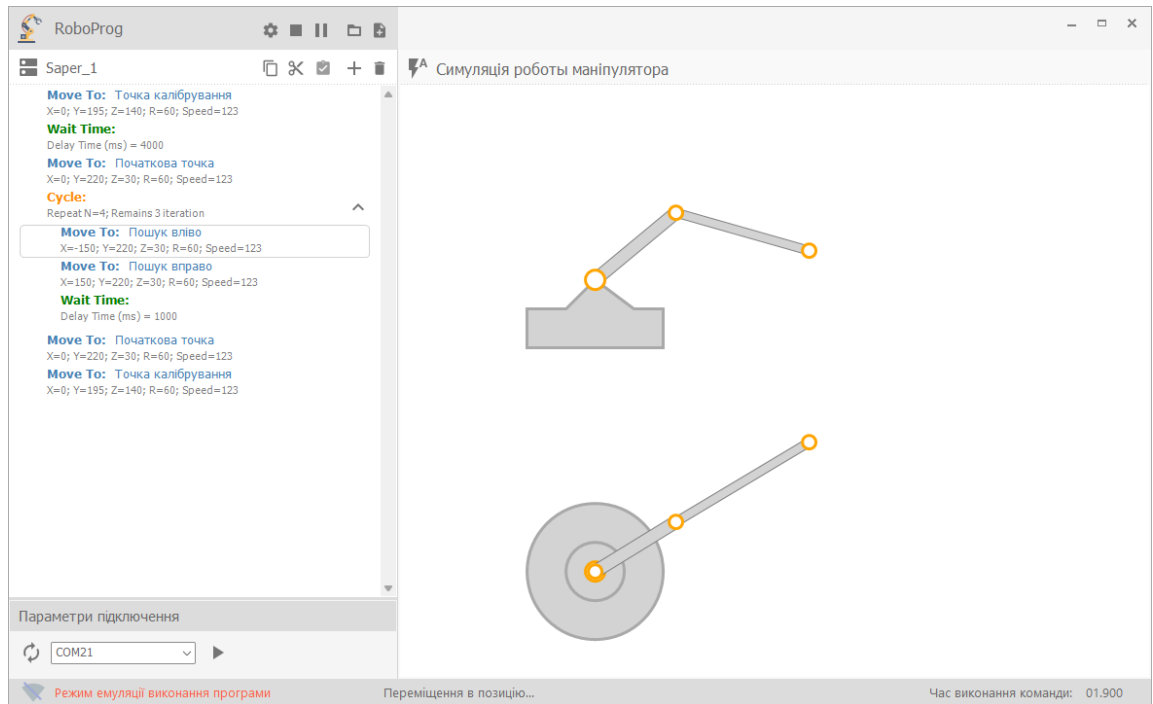 RoboProg
Saper_1
Move To: Точка калібрування
X=0; Y=195; Z=140; R=60; Speed=123
Wait Time:
Delay Time (ms) = 4000
Move To: Початкова точка
X=0; Y=220; Z=30; R=60; Speed=123
Cycle:
Repeat N=4; Remains 3 iteration
Move To: Пошук вліво
X=-150; Y=220; Z=30; R=60; Speed=123
Move To: Пошук вправо
X=150; Y=220; Z=30; R=60; Speed=123
Wait Time:
Delay Time (ms) = 1000
Move To: Початкова точка
X=0; Y=220; Z=30; R=60; Speed=123
Move To: Точка калібрування
X=0; Y=195; Z=140; R=60; Speed=123
Параметри підключення
COM21
A Симуляція роботи маніпулятора
Режим емуляції виконання програми
Переміщення в позицію...
Час виконання команди: 01.900